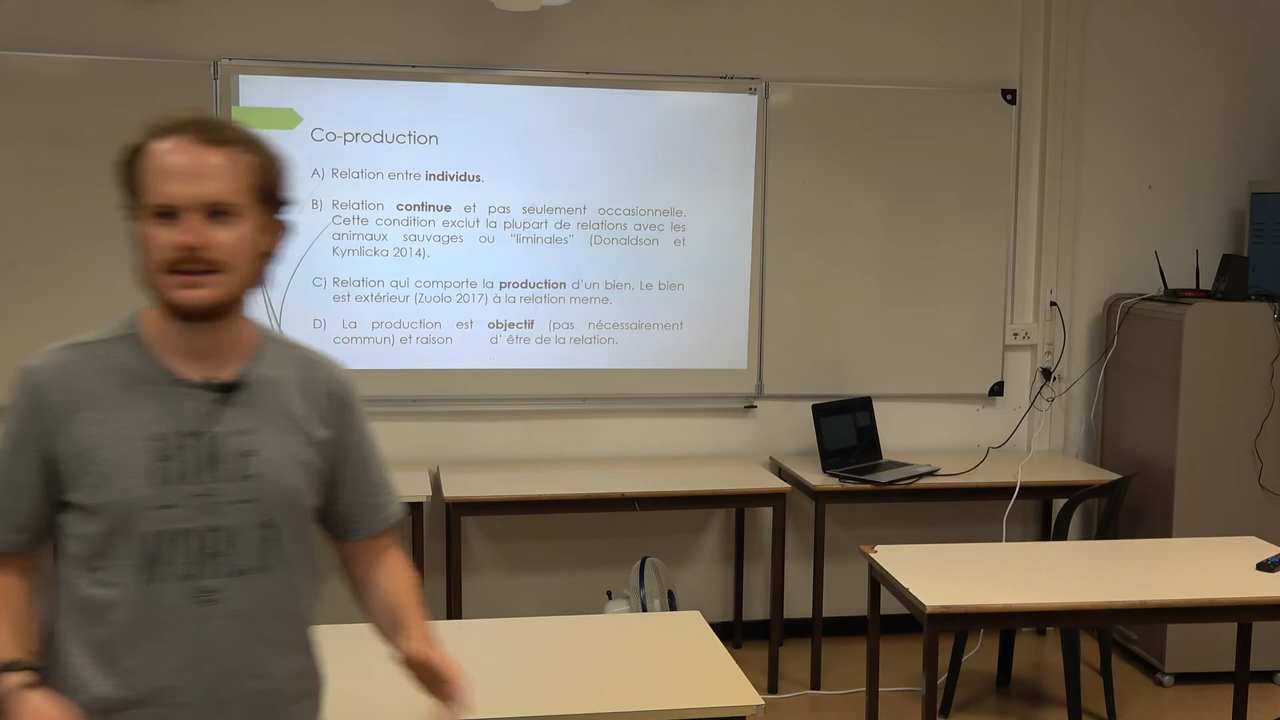 Co-production
A) Relation entre individus.
B) Relation continue et pas seulement occasionnelle.
Cette condition exclut la plupart de relations avec les
animaux sauvages ou "liminales" (Donaldson et
Kymlicka 2014).
C) Relation qui comporte la production d'un bien. Le bien
est extérieur (Zuolo 2017) à la relation meme.
D) La production est objectif (pas nécessairement
commun) et raison d' être de la relation.
WORLD